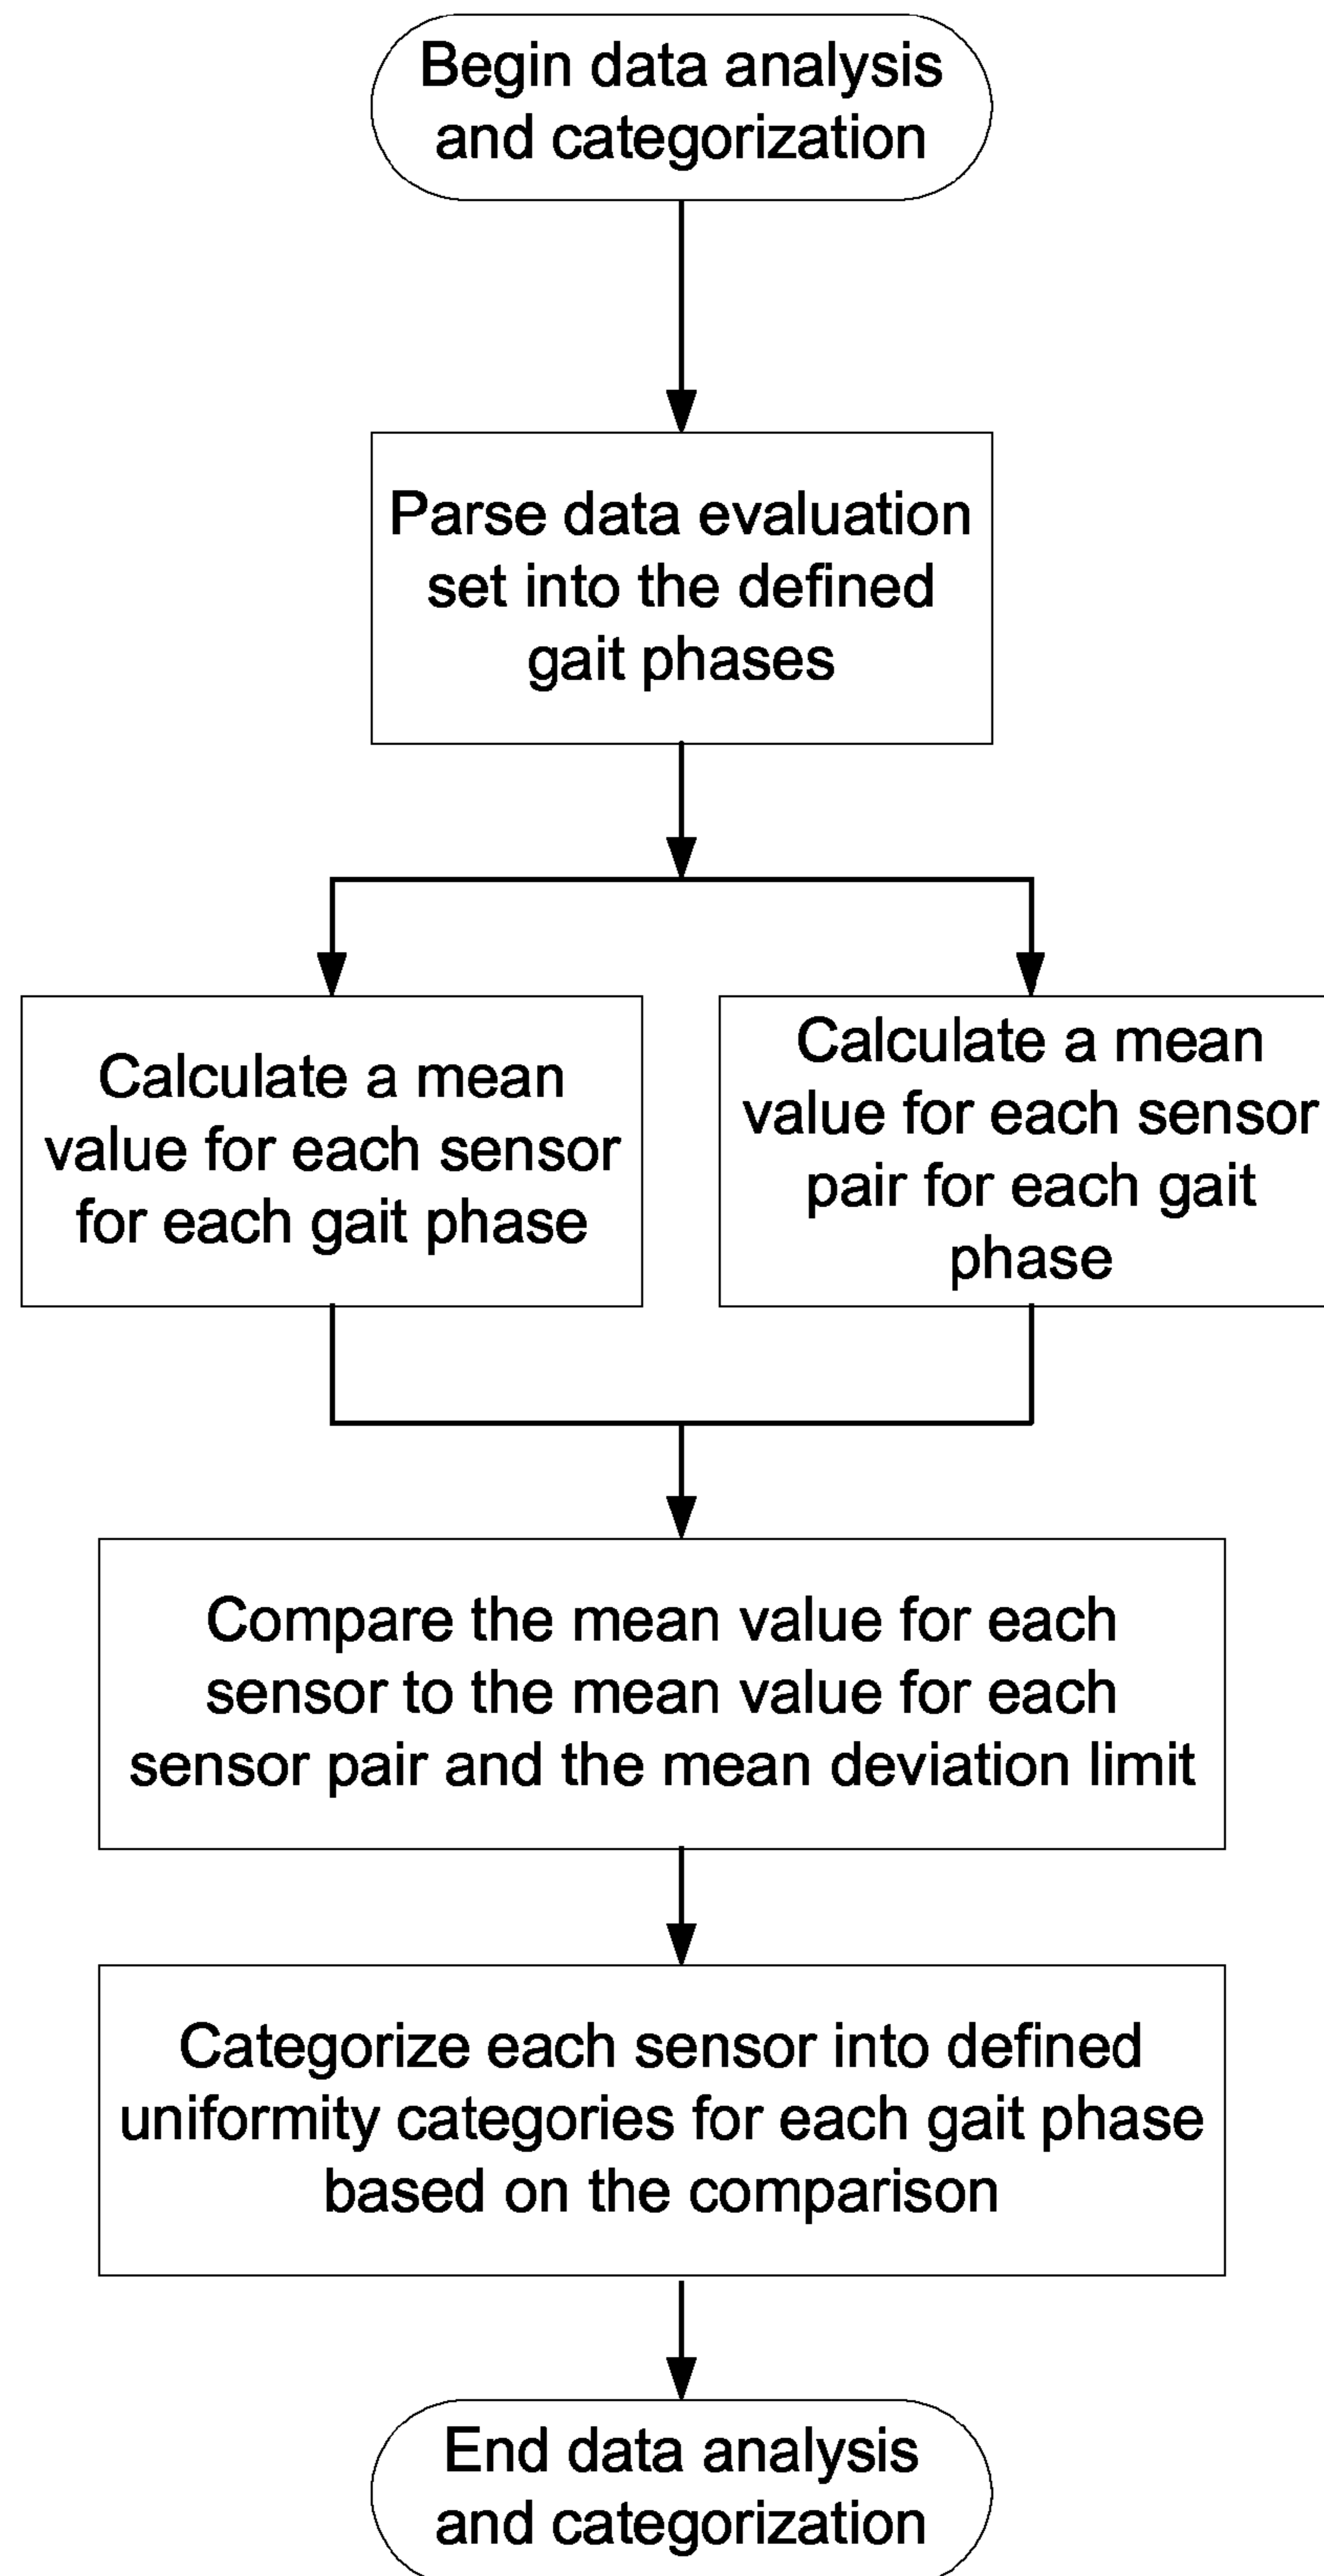 Begin data analysis
and categorization
Parse data evaluation
set into the defined
gait phases
Calculate a mean
value for each sensor
for each gait phase
Calculate a mean
value for each sensor
pair for each gait
phase
Compare the mean value for each
sensor to the mean value for each
sensor pair and the mean deviation limit
Categorize each sensor into defined
uniformity categories for each gait phase
based on the comparison
End data analysis
and categorization